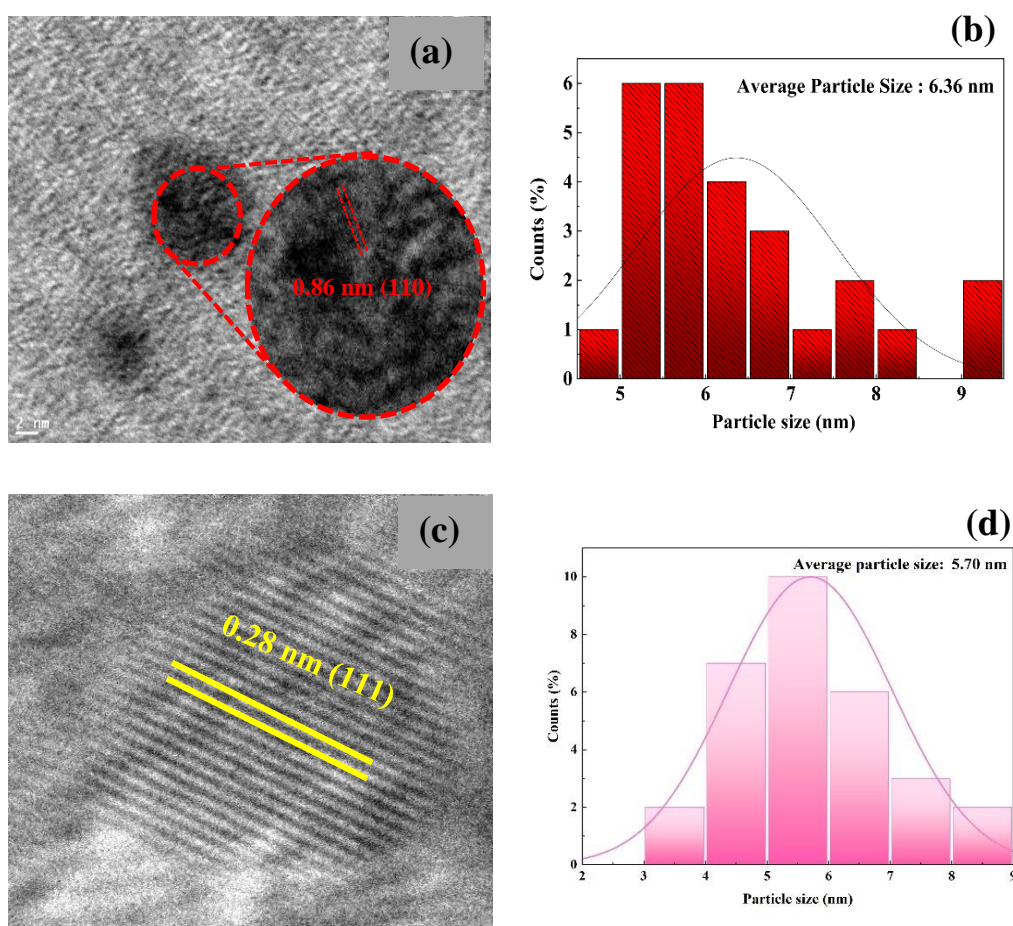 (a)
0.86 nm (110)
2 nm
(b)
Average Particle Size : 6.36 nm
Counts (%)
6
5
4
3
2
1
0
5 6 7 8 9
Particle size (nm)
(c)
0.28 nm (111)
(d)
Average particle size: 5.70 nm
Counts (%)
10
8
6
4
2
0
2 3 4 5 6 7 8 9
Particle size (nm)